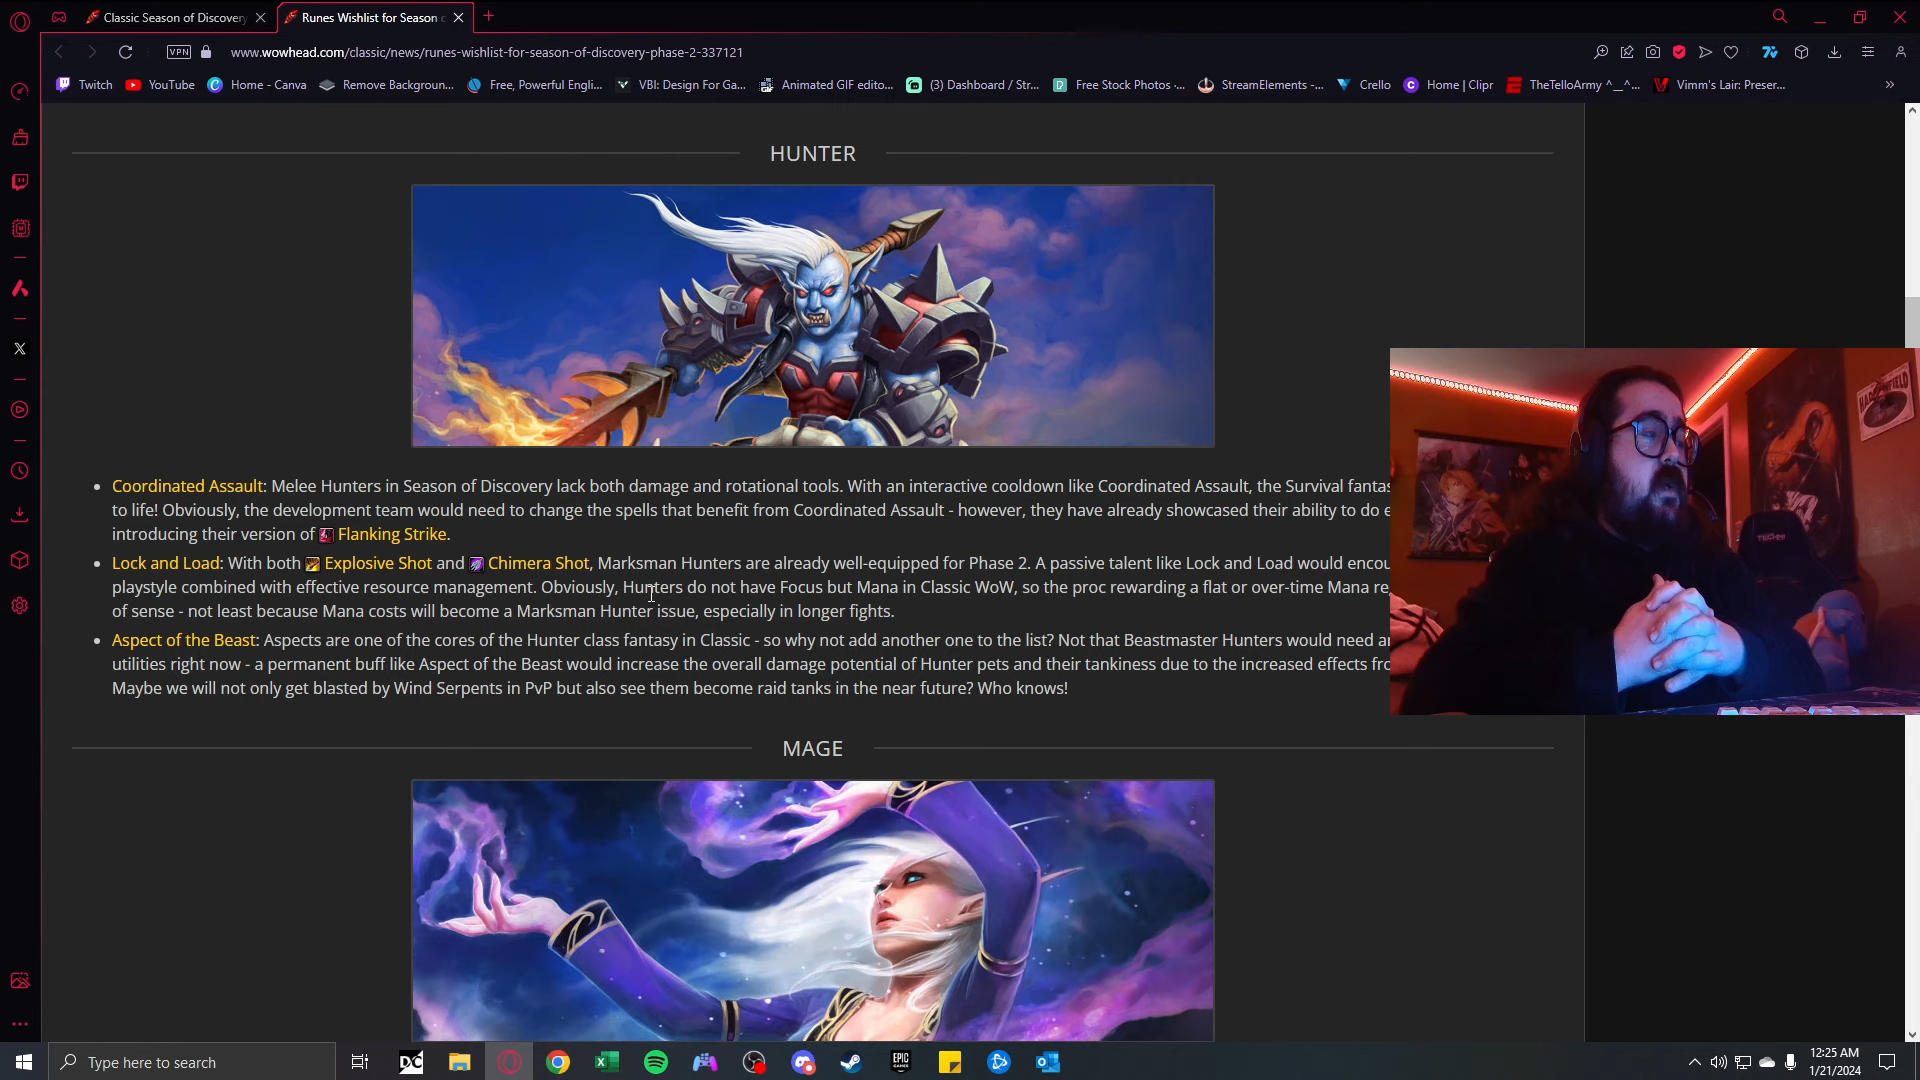 Classic Season of Discovery
Runes Wishlist for Season o
VPN
www.wowhead.com/classic/news/runes-wishlist-for-season-of-discovery-phase-2-337121
Twitch
YouTube
Home - Canva
Remove Backgroun...
Free, Powerful Engli...
VBI: Design For Ga...
Animated GIF edito...
(3) Dashboard / Str...
Free Stock Photos -...
StreamElements -...
Crello
Home | Clipr
TheTelloArmy ^__^...
Vimm's Lair: Preser...
HUNTER
Coordinated Assault: Melee Hunters in Season of Discovery lack both damage and rotational tools. With an interactive cooldown like Coordinated Assault, the Survival fantas
to life! Obviously, the development team would need to change the spells that benefit from Coordinated Assault - however, they have already showcased their ability to do e
introducing their version of Flanking Strike.
Lock and Load: With both Explosive Shot and Chimera Shot, Marksman Hunters are already well-equipped for Phase 2. A passive talent like Lock and Load would encou
playstyle combined with effective resource management. Obviously, Hunters do not have Focus but Mana in Classic WoW, so the proc rewarding a flat or over-time Mana re
of sense - not least because Mana costs will become a Marksman Hunter issue, especially in longer fights.
Aspect of the Beast: Aspects are one of the cores of the Hunter class fantasy in Classic - so why not add another one to the list? Not that Beastmaster Hunters would need an
utilities right now - a permanent buff like Aspect of the Beast would increase the overall damage potential of Hunter pets and their tankiness due to the increased effects fro
Maybe we will not only get blasted by Wind Serpents in PvP but also see them become raid tanks in the near future? Who knows!
MAGE
Type here to search
DC
EPIC GAMES
12:25 AM
1/21/2024